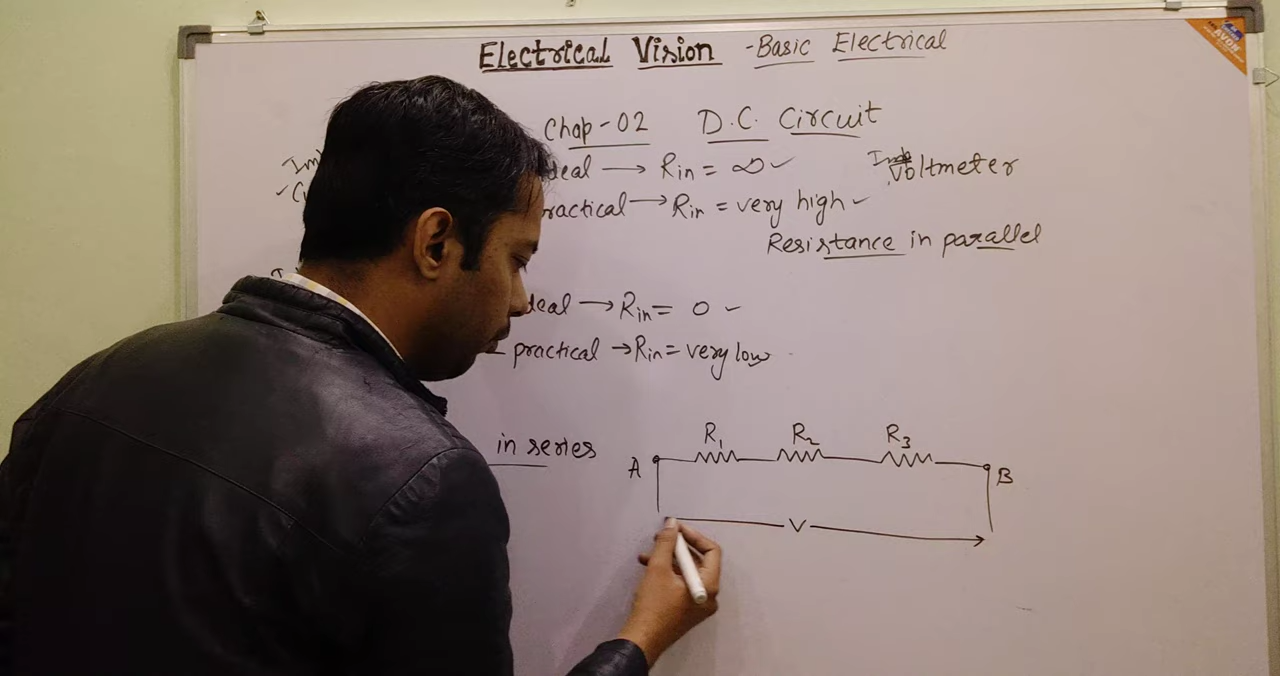 Electrical Vision - Basic Electrical
AVON
Chap-02 D.C. Circuit
deal → Rin = ∞ ✓
Voltmeter
ractical → Rin = very high ✓
Resistance in parallel
deal → Rin = 0 ✓
practical → Rin = very low
in series
R1 R2 R3
A B
V